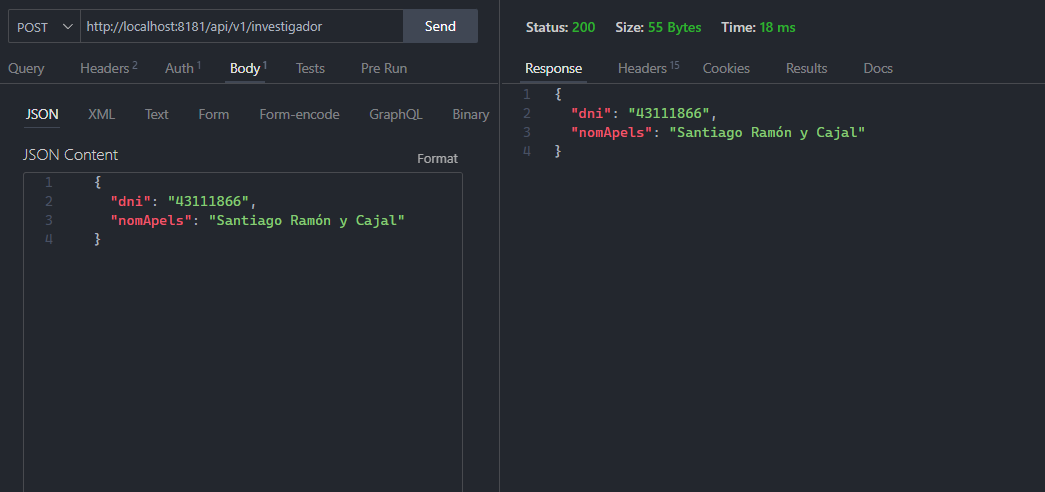 POST http://localhost:8181/api/v1/investigador Send
Query Headers 2 Auth 1 Body 1 Tests Pre Run
JSON XML Text Form Form-encode GraphQL Binary
JSON Content Format
1 {
2 "dni": "43111866",
3 "nomApels": "Santiago Ramón y Cajal"
4 }
Status: 200 Size: 55 Bytes Time: 18 ms
Response Headers 15 Cookies Results Docs
1 {
2 "dni": "43111866",
3 "nomApels": "Santiago Ramón y Cajal"
4 }